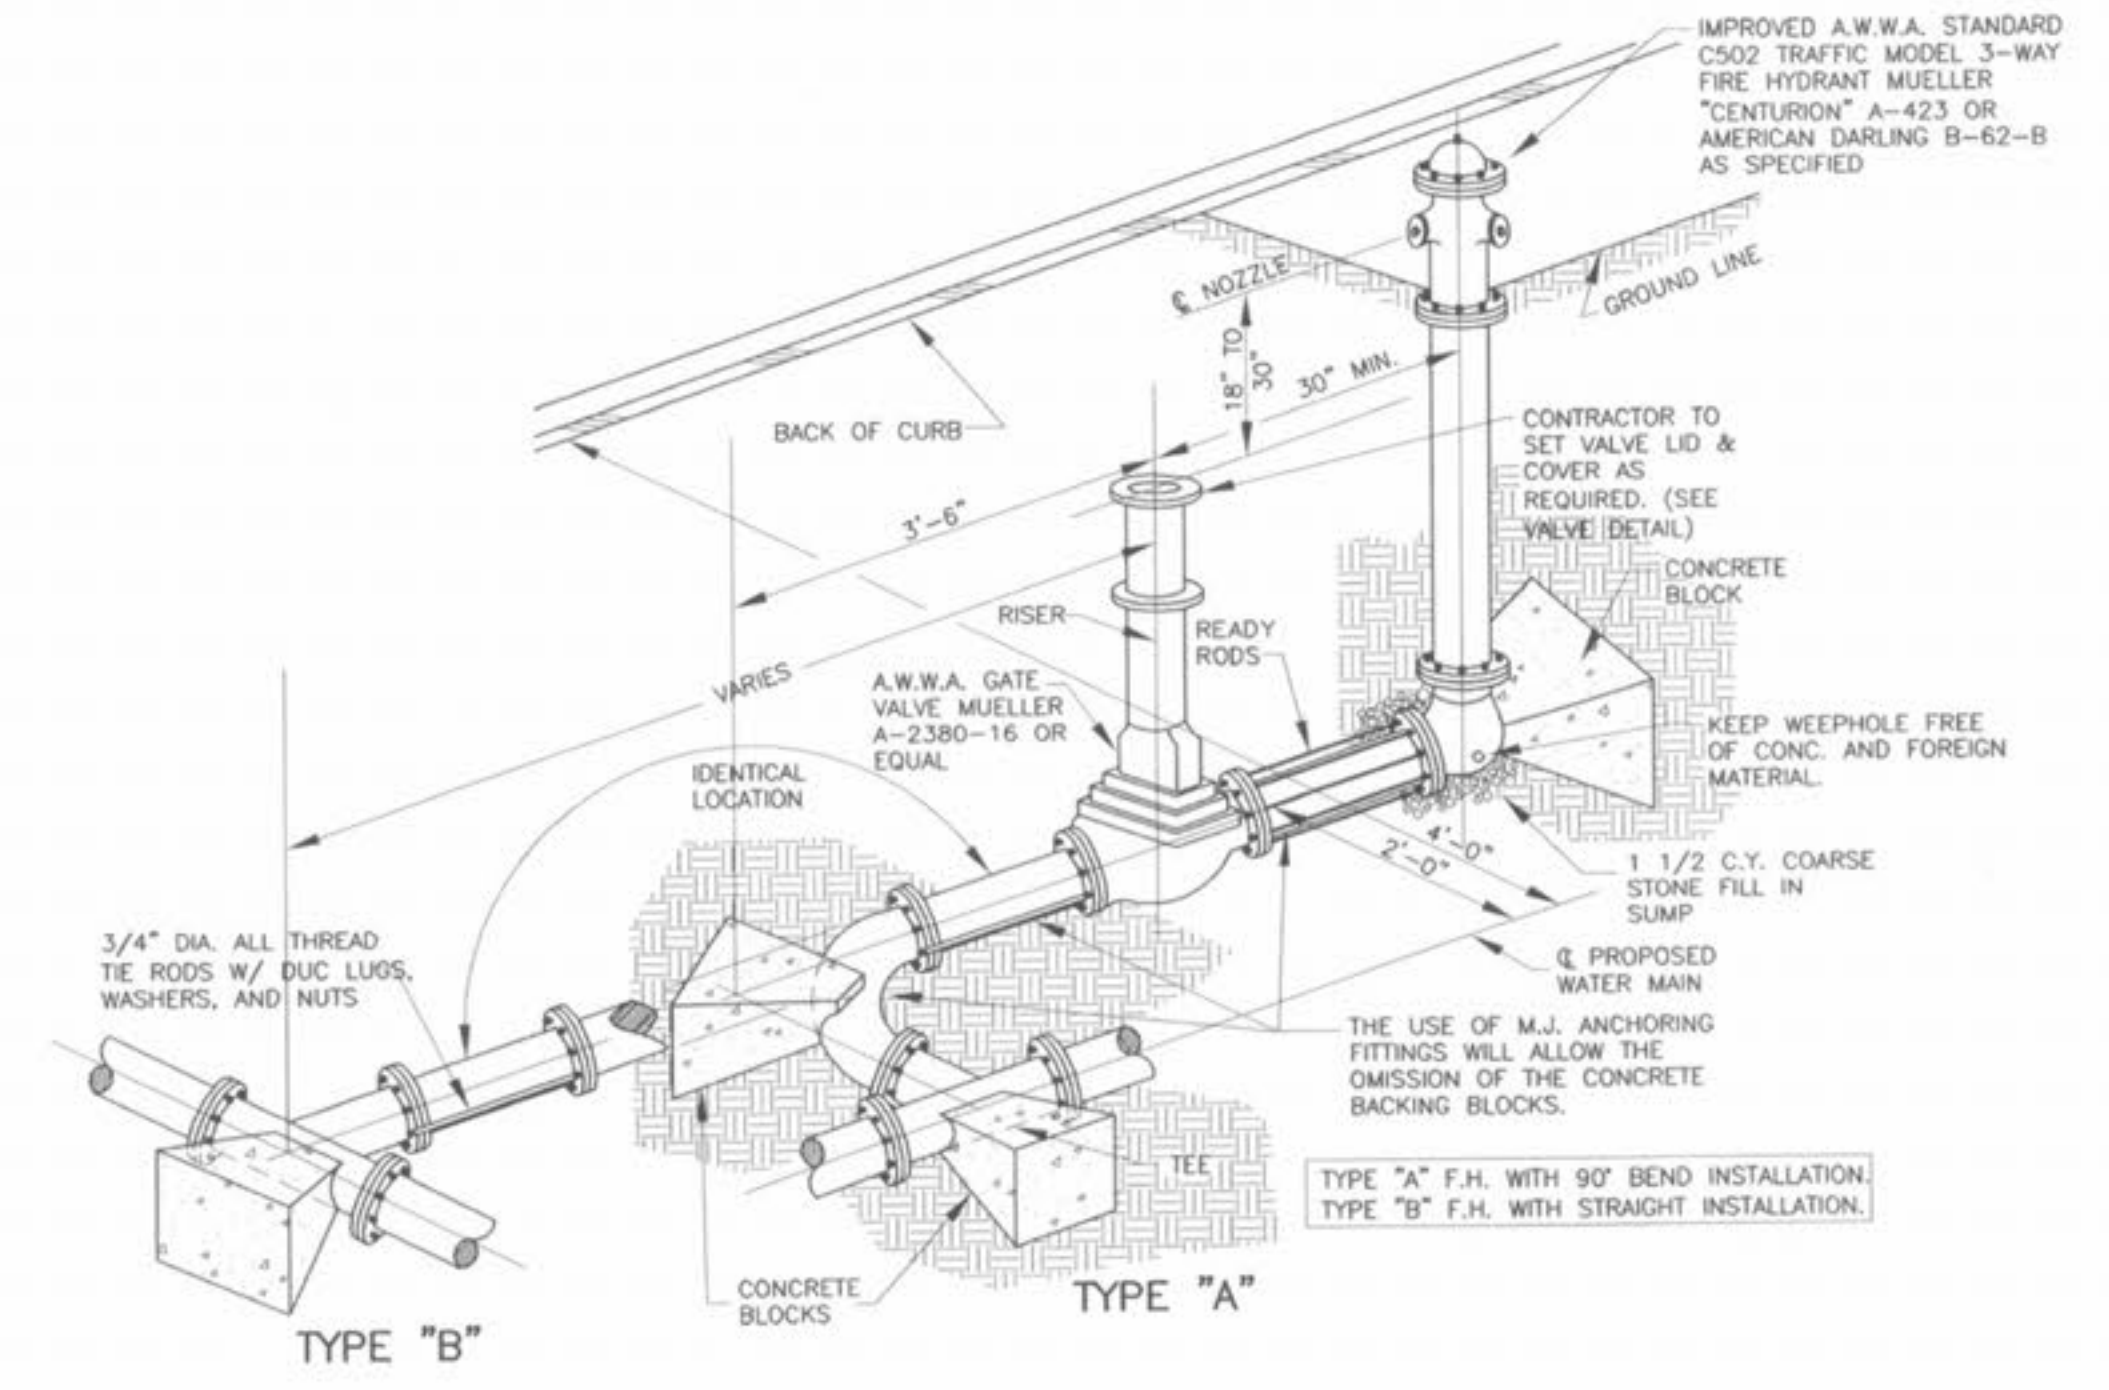 IMPROVED A.W.W.A. STANDARD
C502 TRAFFIC MODEL 3-WAY
FIRE HYDRANT MUELLER
"CENTURION" A-423 OR
AMERICAN DARLING B-62-B
AS SPECIFIED
℄ NOZZLE
GROUND LINE
18" TO
30"
30" MIN.
BACK OF CURB
CONTRACTOR TO
SET VALVE LID &
COVER AS
REQUIRED. (SEE
VALVE DETAIL)
3'-6"
CONCRETE
BLOCK
RISER
READY
RODS
VARIES
A.W.W.A. GATE
VALVE MUELLER
A-2380-16 OR
EQUAL
KEEP WEEPHOLE FREE
OF CONC. AND FOREIGN
MATERIAL.
IDENTICAL
LOCATION
4'-0"
2'-0"
1 1/2 C.Y. COARSE
STONE FILL IN
SUMP
3/4" DIA. ALL THREAD
TIE RODS W/ DUC LUGS,
WASHERS, AND NUTS
℄ PROPOSED
WATER MAIN
THE USE OF M.J. ANCHORING
FITTINGS WILL ALLOW THE
OMISSION OF THE CONCRETE
BACKING BLOCKS.
TEE
TYPE "A" F.H. WITH 90° BEND INSTALLATION.
TYPE "B" F.H. WITH STRAIGHT INSTALLATION.
CONCRETE
BLOCKS
TYPE "A"
TYPE "B"